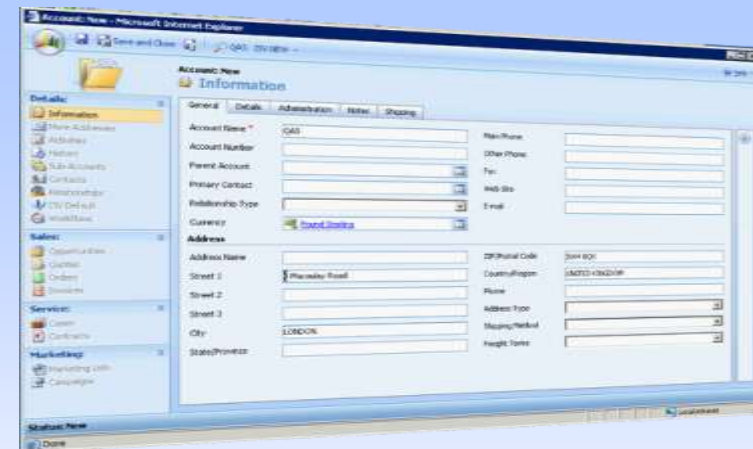 Account: New - Microsoft Internet Explorer
Save and Close
QAS
Account: New
Information
Details:
Information
More Addresses
Activities
History
Sub-Accounts
Contacts
Relationships
Workflows
Sales:
Opportunities
Quotes
Orders
Invoices
Service:
Cases
Contracts
Marketing:
Marketing Lists
Campaigns
General Details Administration Notes Shipping
Account Name * QAS
Main Phone
Account Number
Other Phone
Parent Account
Fax
Primary Contact
Web Site
Relationship Type
E-mail
Currency Pound Sterling
Address
Address Name
ZIP/Postal Code
Street 1 Macaulay Road
Country/Region UNITED KINGDOM
Street 2
Phone
Street 3
Address Type
City LONDON
Shipping Method
State/Province
Freight Terms
Status: New
Done
Local intranet